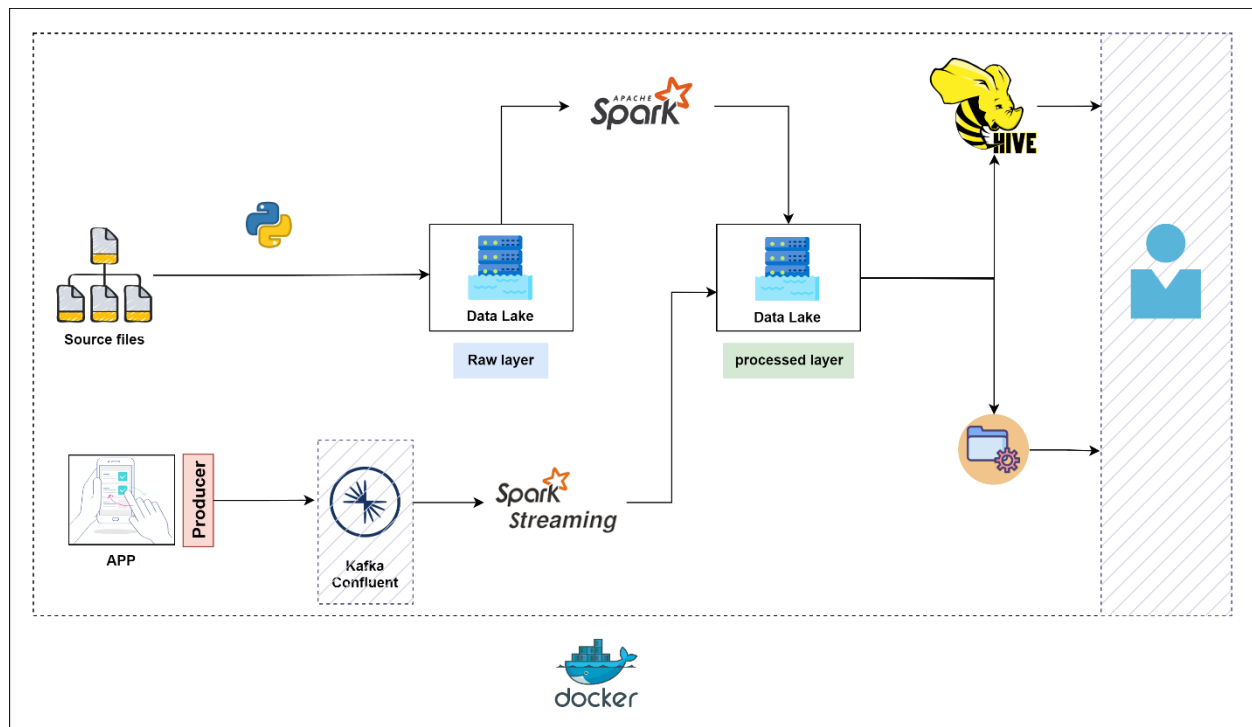 APACHE
Spark
HIVE
Data Lake
Data Lake
Source files
Raw layer
processed layer
Producer
Spark
Streaming
APP
Kafka
Confluent
docker